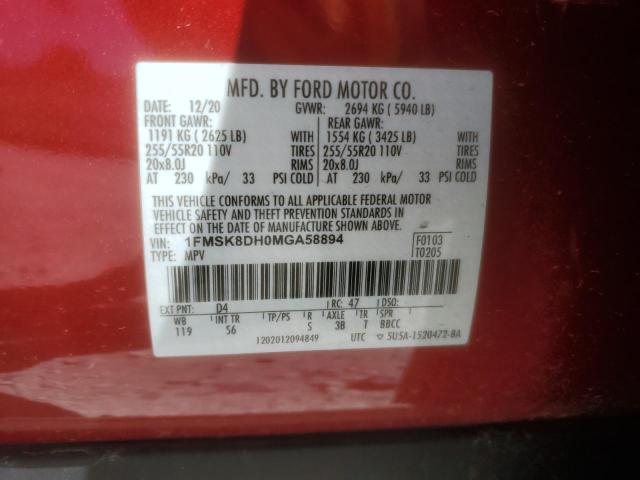 MFD. BY FORD MOTOR CO.
DATE: 12/20 GVWR: 2694 KG ( 5940 LB)
FRONT GAWR: REAR GAWR:
1191 KG ( 2625 LB) WITH 1554 KG ( 3425 LB) WITH
255/55R20 110V TIRES 255/55R20 110V TIRES
20x8.0J RIMS 20x8.0J RIMS
AT 230 kPa/ 33 PSI COLD AT 230 kPa/ 33 PSI COLD
THIS VEHICLE CONFORMS TO ALL APPLICABLE FEDERAL MOTOR
VEHICLE SAFETY AND THEFT PREVENTION STANDARDS IN
EFFECT ON THE DATE OF MANUFACTURE SHOWN ABOVE.
VIN: 1FMSK8DH0MGA58894 F0103
TYPE: MPV T0205
EXT PNT: D4 RC: 47 DSO:
WB INT TR TP/PS R AXLE TR SPR
119 S6 S 3B T BBCC
1202012094849 UTC ▽ 5U5A-1520472-BA